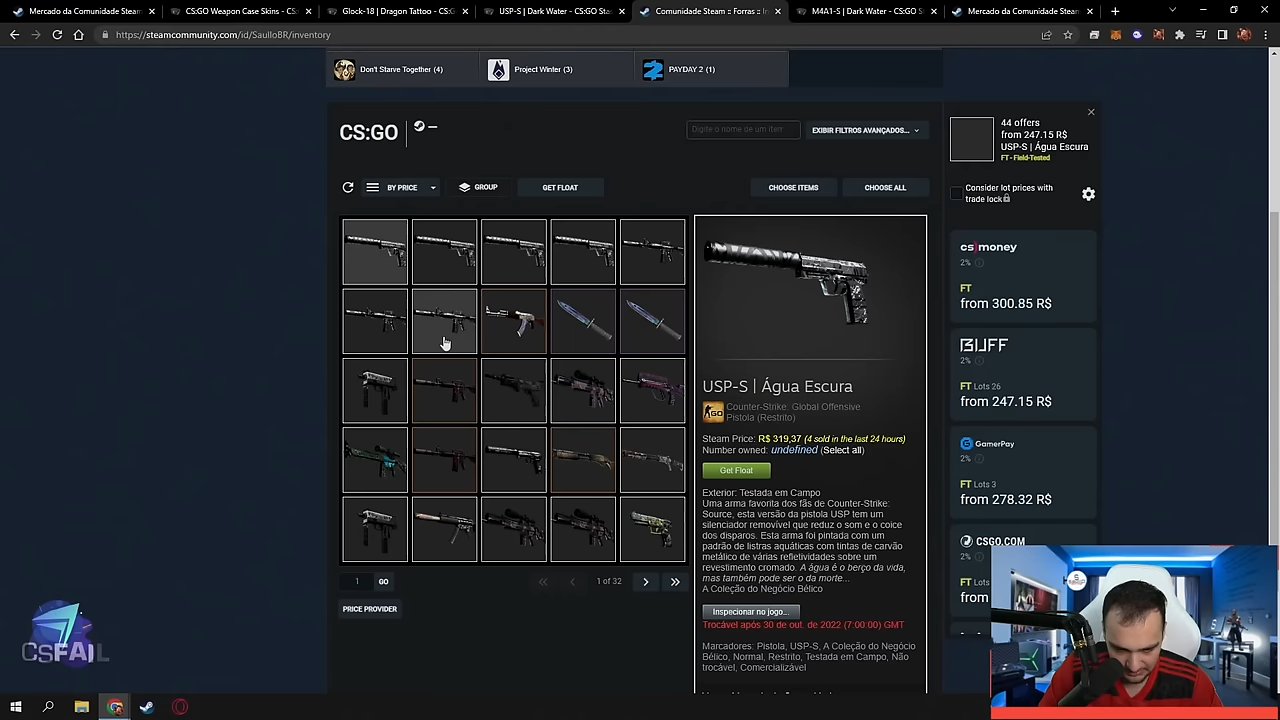 Mercado da Comunidade Steam
CS:GO Weapon Case Skins - CS:
Glock-18 | Dragon Tattoo - CS:G
USP-S | Dark Water - CS:GO Sta
Comunidade Steam :: Forras :: In
M4A1-S | Dark Water - CS:GO S
Mercado da Comunidade Steam
https://steamcommunity.com/id/SaulloBR/inventory
Don't Starve Together (4)
Project Winter (3)
PAYDAY 2 (1)
CS:GO
Digite o nome de um item
EXIBIR FILTROS AVANÇADOS...
BY PRICE
GROUP
GET FLOAT
CHOOSE ITEMS
CHOOSE ALL
USP-S | Água Escura
Counter-Strike: Global Offensive
Pistola (Restrito)
Steam Price: R$ 319,37 (4 sold in the last 24 hours)
Number owned: undefined (Select all)
Get Float
Exterior: Testada em Campo
Uma arma favorita dos fãs de Counter-Strike:
Source, esta versão da pistola USP tem um
silenciador removível que reduz o som e o coice
dos disparos. Esta arma foi pintada com um
padrão de listras aquáticas com tintas de carvão
metálico de várias refletividades sobre um
revestimento cromado. A água é o berço da vida,
mas também pode ser o da morte...
A Coleção do Negócio Bélico
Inspecionar no jogo...
Trocável após 30 de out. de 2022 (7:00:00) GMT
Marcadores: Pistola, USP-S, A Coleção do Negócio
Bélico, Normal, Restrito, Testada em Campo, Não
trocável, Comercializável
1
GO
1 of 32
PRICE PROVIDER
44 offers
from 247.15 R$
USP-S | Água Escura
FT - Field-Tested
Consider lot prices with
trade lock
cs money
2%
FT
from 300.85 R$
BUFF
2%
FT Lots 26
from 247.15 R$
GamerPay
2%
FT Lots 3
from 278.32 R$
CSGO.COM
2%
FT Lots
from
CSFAIL